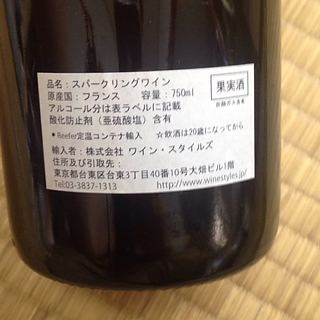 品名：スパークリングワイン
原産国：フランス　容量：750ml
アルコール分は表ラベルに記載
酸化防止剤（亜硫酸塩）含有
果実酒
炭酸ガス含有
●Reefer定温コンテナ輸入　☆飲酒は20歳になってから
輸入者：株式会社 ワイン・スタイルズ
住所及び引取先：
東京都台東区台東3丁目40番10号大畑ビル1階
Tel:03-3837-1313　http://www.winestyles.jp/